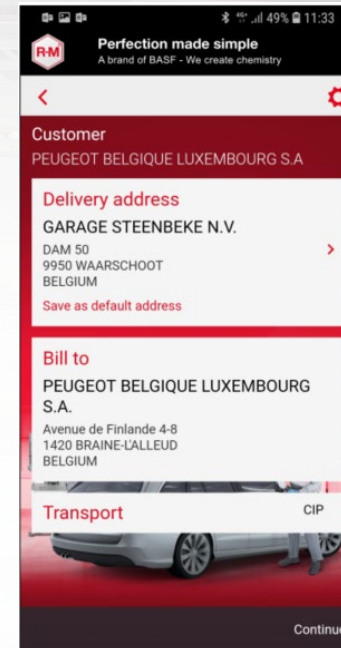 49% 11:33
R-M
Perfection made simple
A brand of BASF - We create chemistry
Customer
PEUGEOT BELGIQUE LUXEMBOURG S.A
Delivery address
GARAGE STEENBEKE N.V.
DAM 50
9950 WAARSCHOOT
BELGIUM
Save as default address
Bill to
PEUGEOT BELGIQUE LUXEMBOURG
S.A.
Avenue de Finlande 4-8
1420 BRAINE-L'ALLEUD
BELGIUM
Transport CIP
Continue